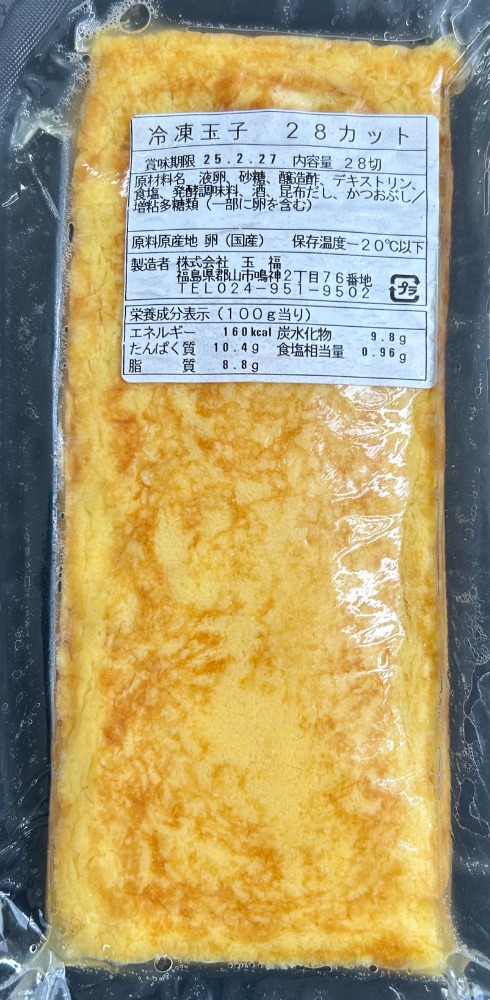 冷凍玉子 28カット
賞味期限 25.2.27 内容量 28切
原材料名 液卵、砂糖、醸造酢、デキストリン、
食塩、発酵調味料、酒、昆布だし、かつおぶし/
増粘多糖類(一部に卵を含む)
原料原産地 卵(国産) 保存温度-20℃以下
製造者 株式会社 玉福
福島県郡山市鳴神2丁目76番地
TEL024-951-9502 プラ
栄養成分表示(100g当り)
エネルギー 160kcal 炭水化物 9.8g
たんぱく質 10.4g 食塩相当量 0.96g
脂質 8.8g